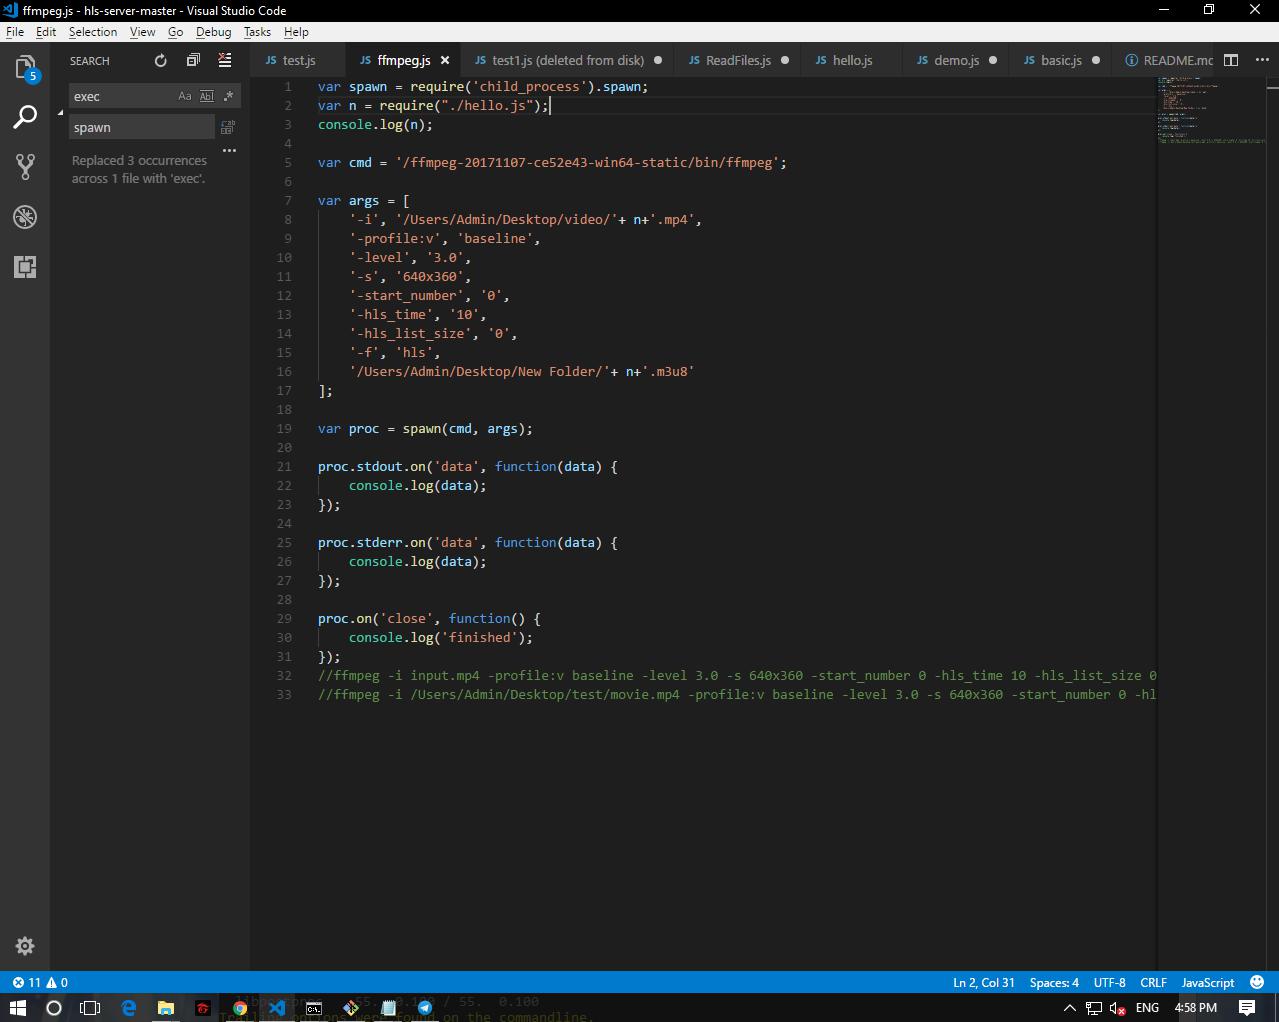 ffmpeg.js - hls-server-master - Visual Studio Code
File Edit Selection View Go Debug Tasks Help
5
SEARCH
exec
Aa Abl .*
spawn
Replaced 3 occurrences
across 1 file with 'exec'.
JS test.js JS ffmpeg.js JS test1.js (deleted from disk) JS ReadFiles.js JS hello.js JS demo.js JS basic.js README.mc
1 var spawn = require('child_process').spawn;
2 var n = require("./hello.js");
3 console.log(n);
4
5 var cmd = '/ffmpeg-20171107-ce52e43-win64-static/bin/ffmpeg';
6
7 var args = [
8 '-i', '/Users/Admin/Desktop/video/'+ n+'.mp4',
9 '-profile:v', 'baseline',
10 '-level', '3.0',
11 '-s', '640x360',
12 '-start_number', '0',
13 '-hls_time', '10',
14 '-hls_list_size', '0',
15 '-f', 'hls',
16 '/Users/Admin/Desktop/New Folder/'+ n+'.m3u8'
17 ];
18
19 var proc = spawn(cmd, args);
20
21 proc.stdout.on('data', function(data) {
22 console.log(data);
23 });
24
25 proc.stderr.on('data', function(data) {
26 console.log(data);
27 });
28
29 proc.on('close', function() {
30 console.log('finished');
31 });
32 //ffmpeg -i input.mp4 -profile:v baseline -level 3.0 -s 640x360 -start_number 0 -hls_time 10 -hls_list_size 0
33 //ffmpeg -i /Users/Admin/Desktop/test/movie.mp4 -profile:v baseline -level 3.0 -s 640x360 -start_number 0 -hl
11 0 Ln 2, Col 31 Spaces: 4 UTF-8 CRLF JavaScript
55. 0.100 / 55. 0.100
Trailing options were found on the commandline.
ENG 4:58 PM